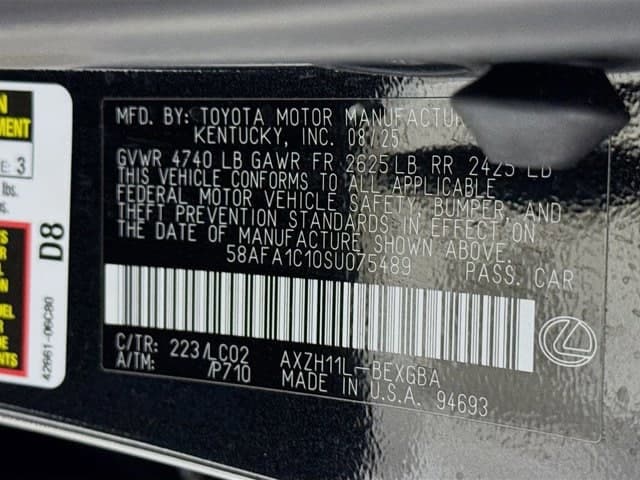 MFD. BY: TOYOTA MOTOR MANUFACTUR
KENTUCKY, INC. 08/25
GVWR 4740 LB GAWR FR 2625 LB RR 2425 LB
THIS VEHICLE CONFORMS TO ALL APPLICABLE
FEDERAL MOTOR VEHICLE SAFETY, BUMPER, AND
THEFT PREVENTION STANDARDS IN EFFECT ON
THE DATE OF MANUFACTURE SHOWN ABOVE.
58AFA1C10SU075489 PASS. CAR
C/TR: 223/LC02 AXZH11L-BEXGBA
A/TM: /P710 MADE IN U.S.A. 94693
3
lbs.
D8
42661-06C80